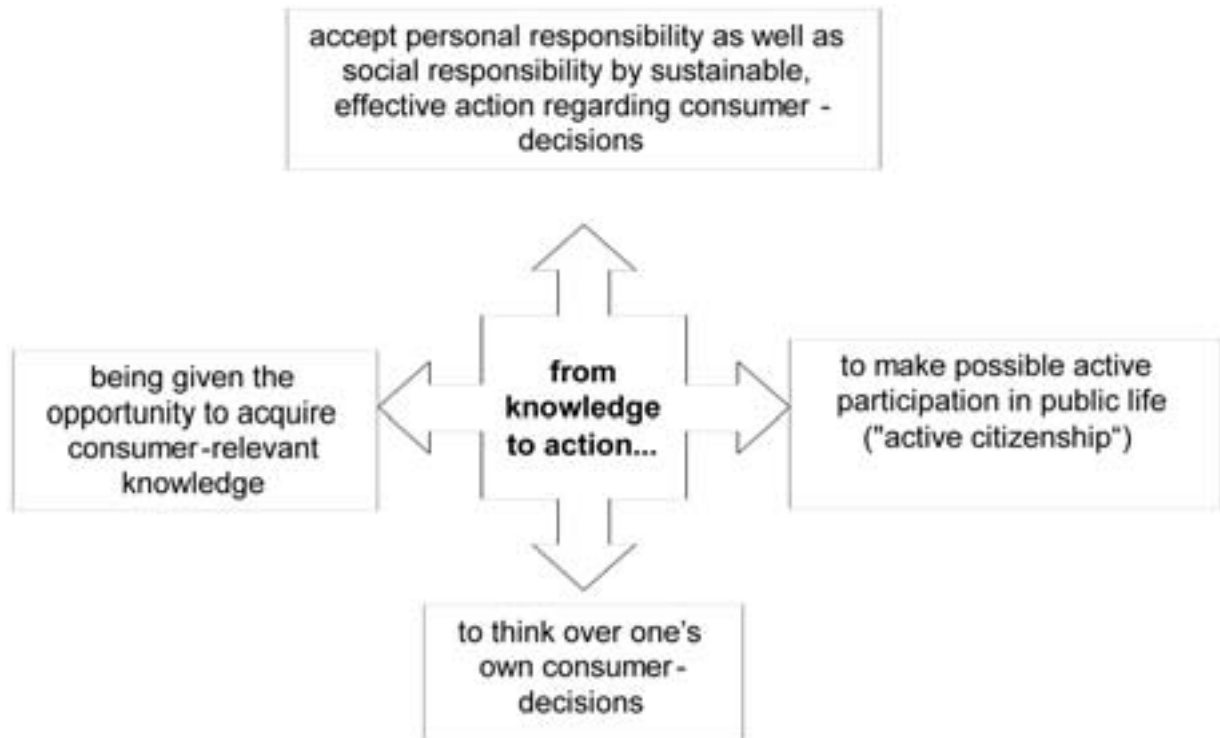 accept personal responsibility as well as
social responsibility by sustainable,
effective action regarding consumer -
decisions
being given the
opportunity to acquire
consumer-relevant
knowledge
from
knowledge
to action...
to make possible active
participation in public life
("active citizenship“)
to think over one's
own consumer-
decisions